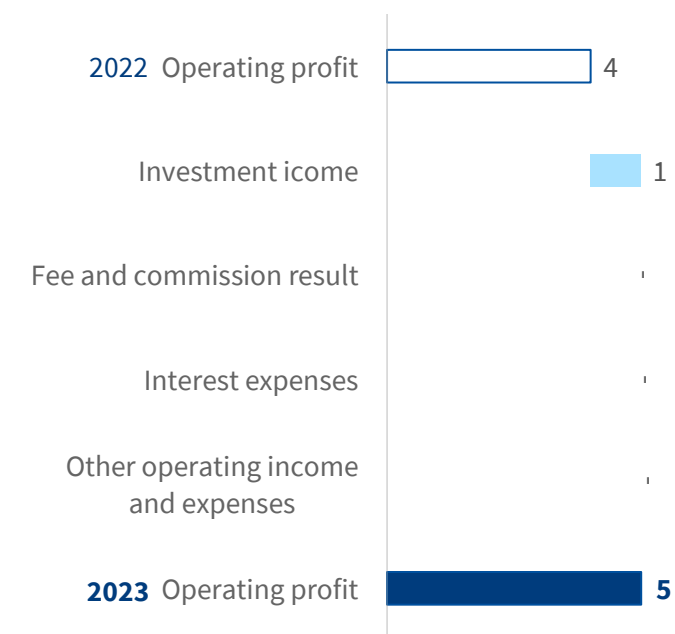 2022 Operating profit 4
Investment icome 1
Fee and commission result -
Interest expenses -
Other operating income
and expenses -
2023 Operating profit 5